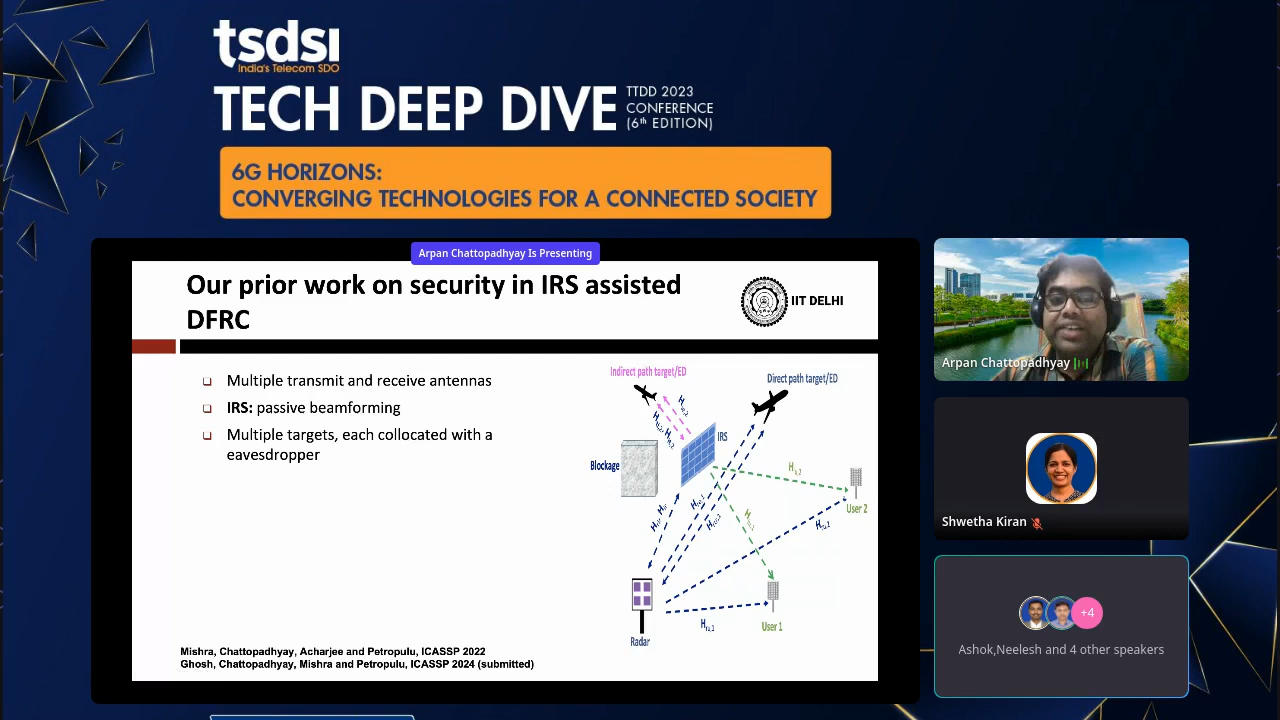 tsdsi
India's Telecom SDO
TECH DEEP DIVE
TTDD 2023
CONFERENCE
(6th EDITION)
6G HORIZONS:
CONVERGING TECHNOLOGIES FOR A CONNECTED SOCIETY
Arpan Chattopadhyay Is Presenting
Our prior work on security in IRS assisted
DFRC
IIT DELHI
Multiple transmit and receive antennas
IRS: passive beamforming
Multiple targets, each collocated with a
eavesdropper
Indirect path target/ED
Direct path target/ED
IRS
Blockage
User 2
User 1
Radar
Mishra, Chattopadhyay, Acharjee and Petropulu, ICASSP 2022
Ghosh, Chattopadhyay, Mishra and Petropulu, ICASSP 2024 (submitted)
Arpan Chattopadhyay
Shwetha Kiran
+4
Ashok,Neelesh and 4 other speakers